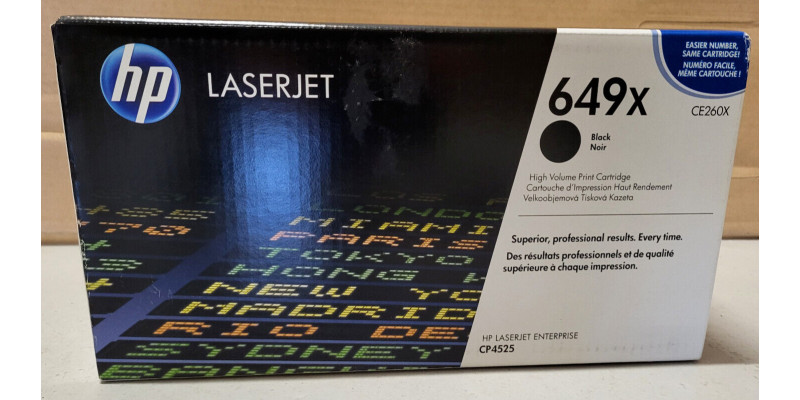 hp
LASERJET
EASIER NUMBER,
SAME CARTRIDGE!
NUMÉRO FACILE,
MÊME CARTOUCHE !
649x
CE260X
Black
Noir
High Volume Print Cartridge
Cartouche d'Impression Haut Rendement
Velkoobjemová Tisková Kazeta
Superior, professional results. Every time.
Des résultats professionnels et de qualité
supérieure à chaque impression.
HP LASERJET ENTERPRISE
CP4525
MIAMI
PARIS
TOKYO
HONG
NEW YO
MADRID
RIO DE
SYDNEY